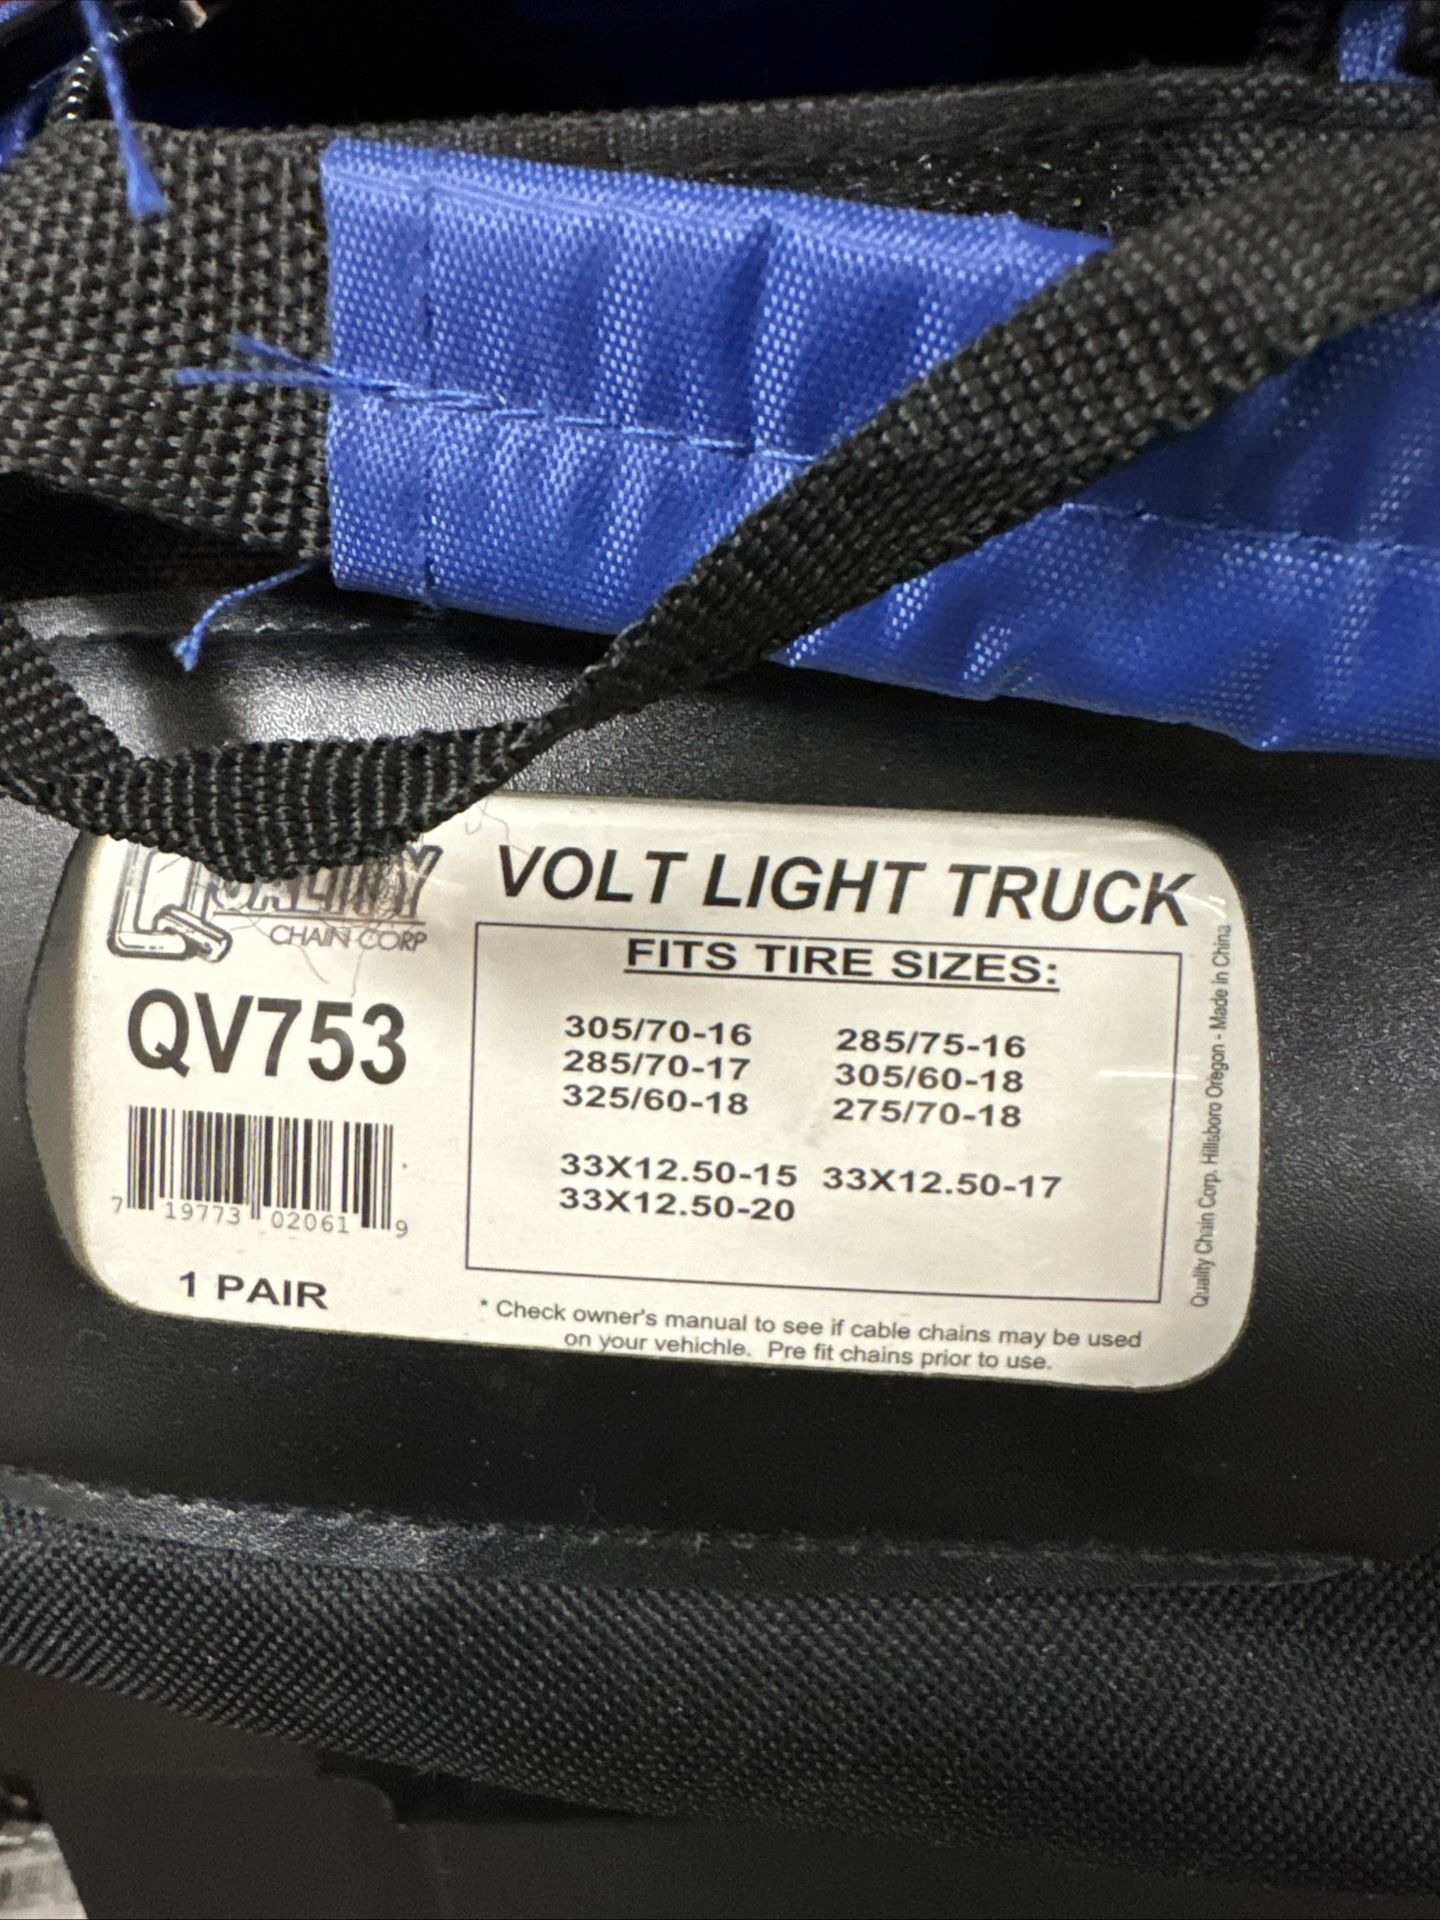 QUALITY
CHAIN CORP
QV753
7 19773 02061 9
1 PAIR
VOLT LIGHT TRUCK
FITS TIRE SIZES:
305/70-16 285/75-16
285/70-17 305/60-18
325/60-18 275/70-18
33X12.50-15 33X12.50-17
33X12.50-20
* Check owner's manual to see if cable chains may be used
on your vehichle. Pre fit chains prior to use.
Quality Chain Corp. Hillsboro Oregon - Made in China